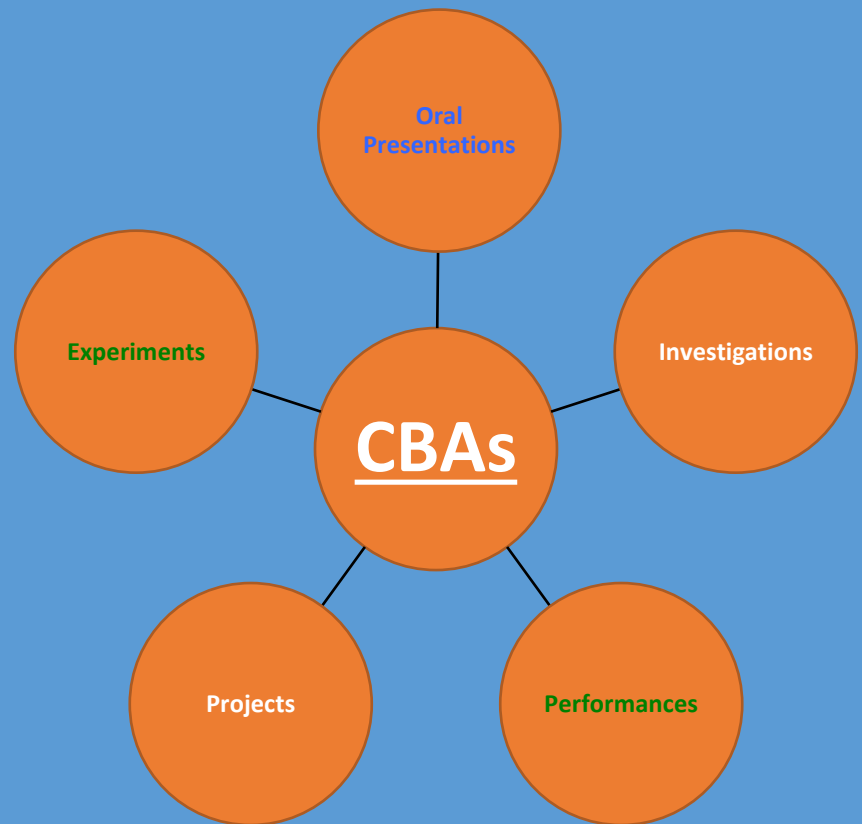 Oral
Presentations
Experiments
Investigations
CBAs
Projects
Performances